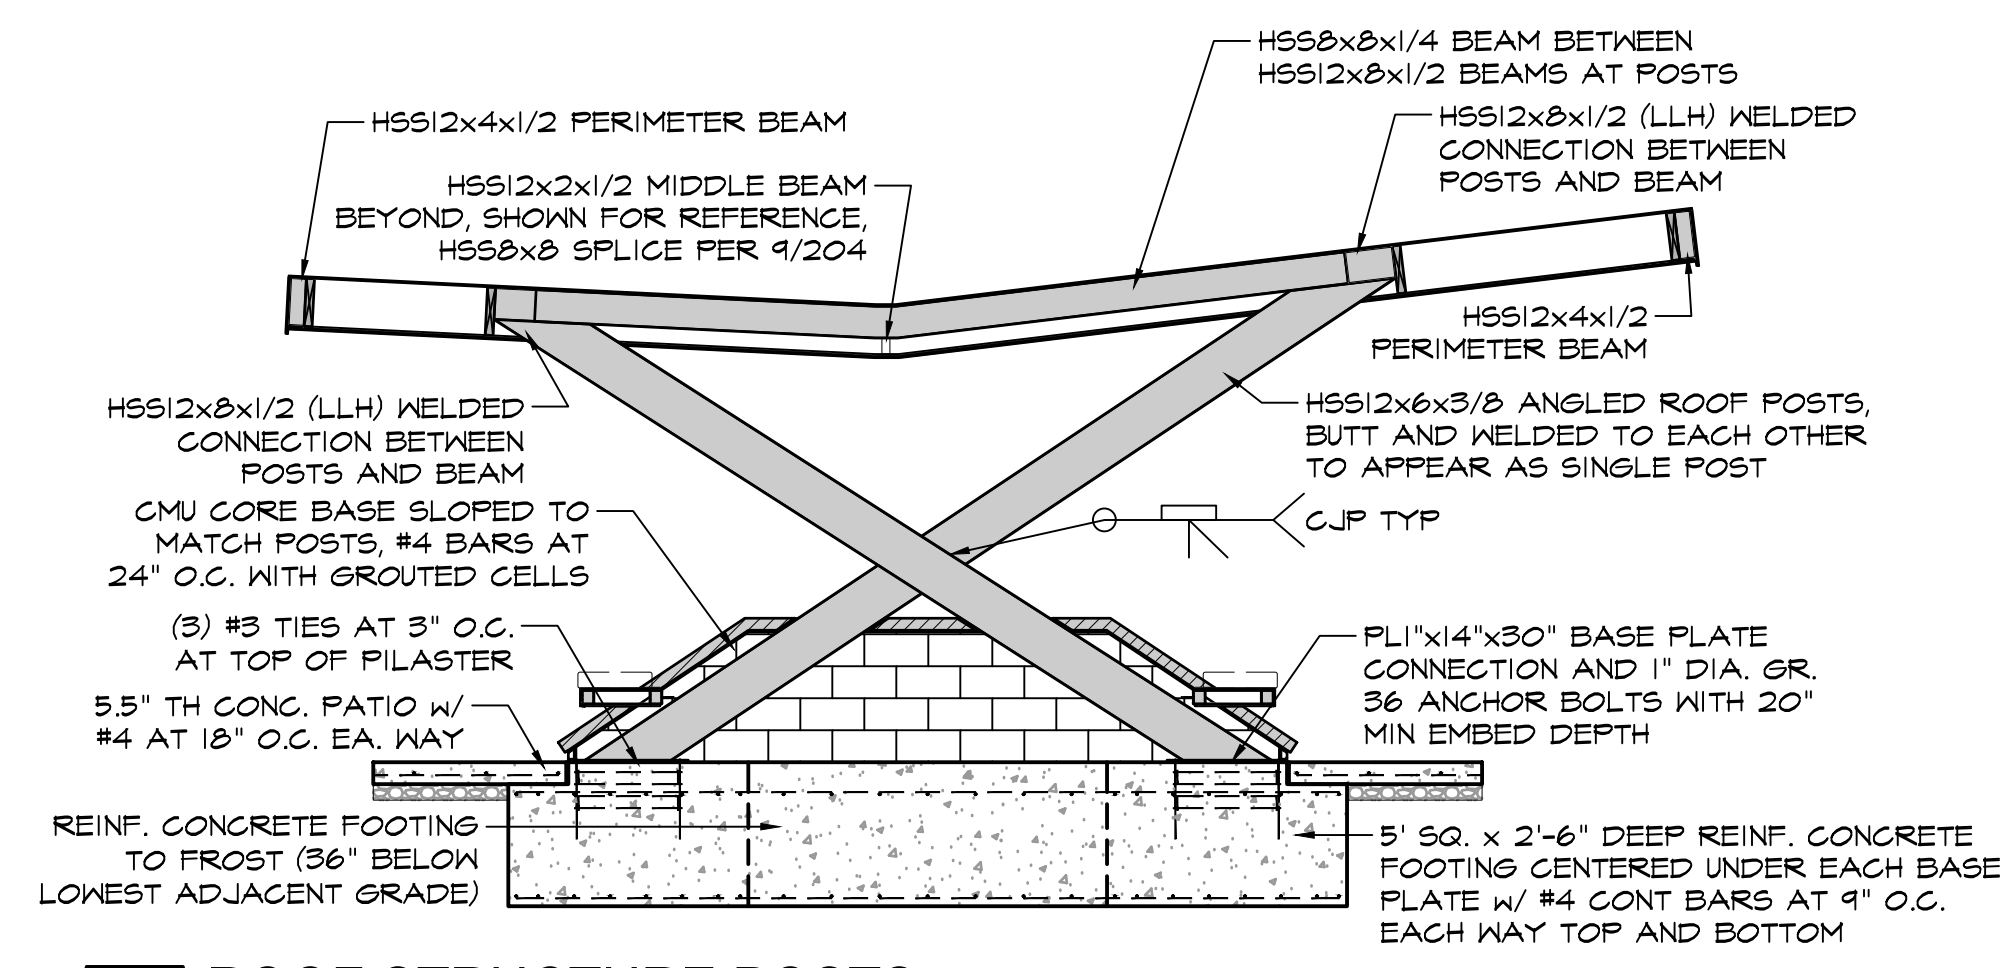 HSS8x8x1/4 BEAM BETWEEN
HSS12x8x1/2 BEAMS AT POSTS
HSS12x4x1/2 PERIMETER BEAM
HSS12x8x1/2 (LLH) WELDED
CONNECTION BETWEEN
POSTS AND BEAM
HSS12x2x1/2 MIDDLE BEAM
BEYOND, SHOWN FOR REFERENCE,
HSS8x8 SPLICE PER 9/204
HSS12x4x1/2
PERIMETER BEAM
HSS12x8x1/2 (LLH) WELDED
CONNECTION BETWEEN
POSTS AND BEAM
HSS12x6x3/8 ANGLED ROOF POSTS,
BUTT AND WELDED TO EACH OTHER
TO APPEAR AS SINGLE POST
CMU CORE BASE SLOPED TO
MATCH POSTS, #4 BARS AT
24" O.C. WITH GROUTED CELLS
CJP TYP
(3) #3 TIES AT 3" O.C.
AT TOP OF PILASTER
PL1"x14"x30" BASE PLATE
CONNECTION AND 1" DIA. GR.
36 ANCHOR BOLTS WITH 20"
MIN EMBED DEPTH
5.5" TH CONC. PATIO w/
#4 AT 18" O.C. EA. WAY
REINF. CONCRETE FOOTING
TO FROST (36" BELOW
LOWEST ADJACENT GRADE)
5' SQ. x 2'-6" DEEP REINF. CONCRETE
FOOTING CENTERED UNDER EACH BASE
PLATE w/ #4 CONT BARS AT 9" O.C.
EACH WAY TOP AND BOTTOM